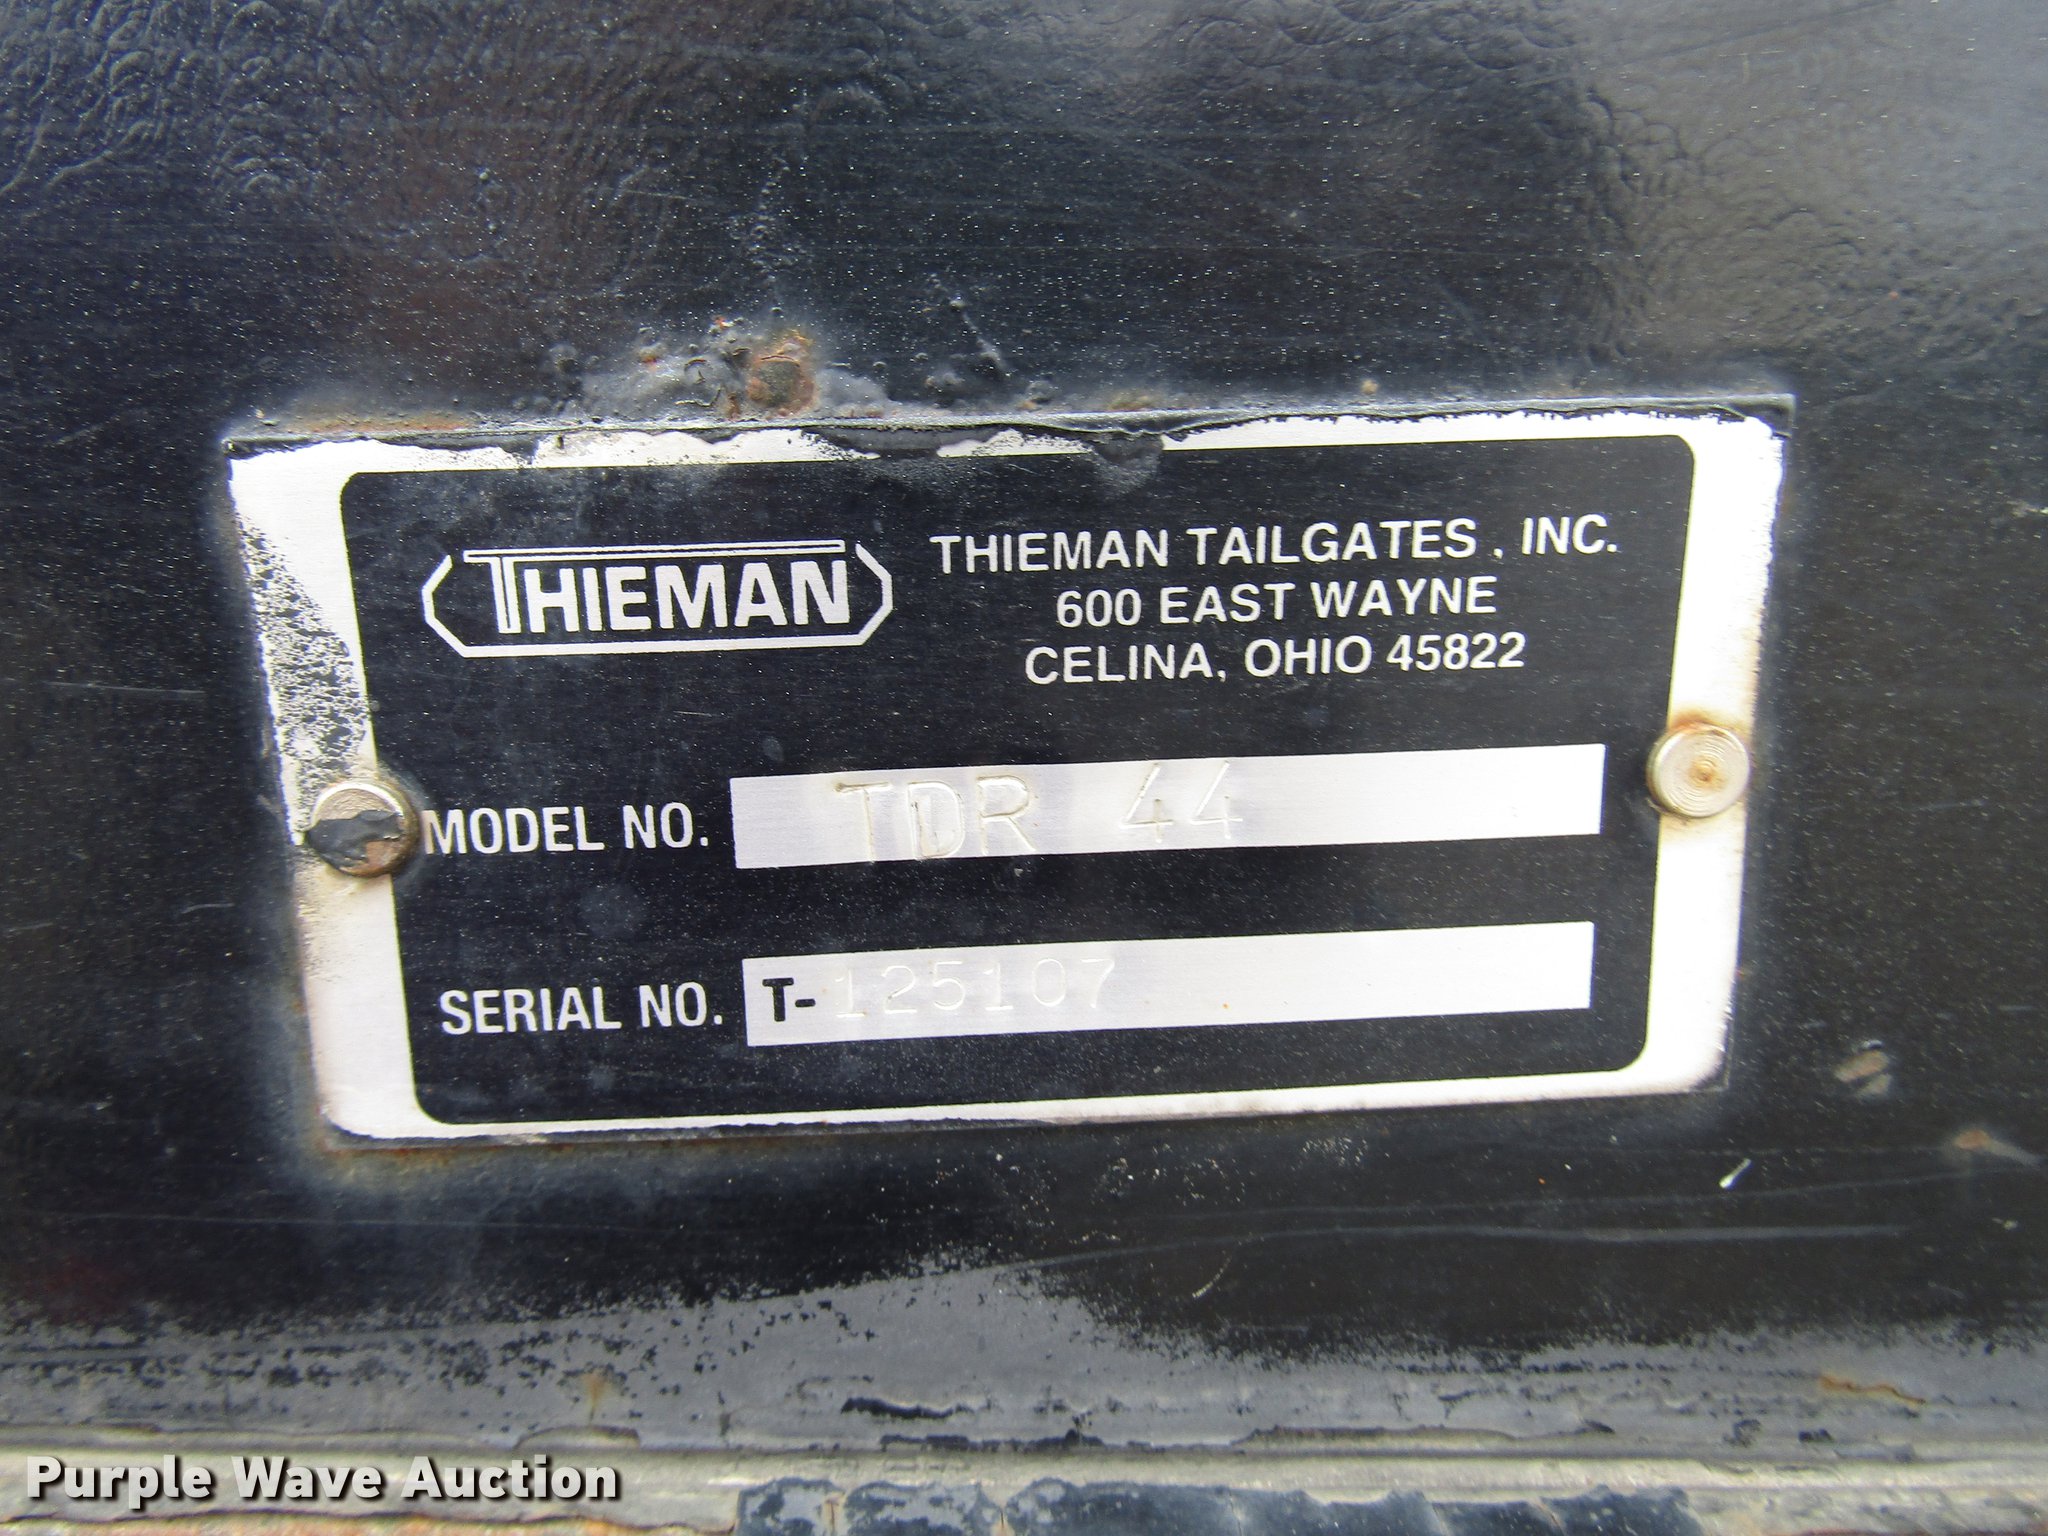 THIEMAN
THIEMAN TAILGATES, INC.
600 EAST WAYNE
CELINA, OHIO 45822
MODEL NO. TDR 44
SERIAL NO. T-125107
Purple Wave Auction